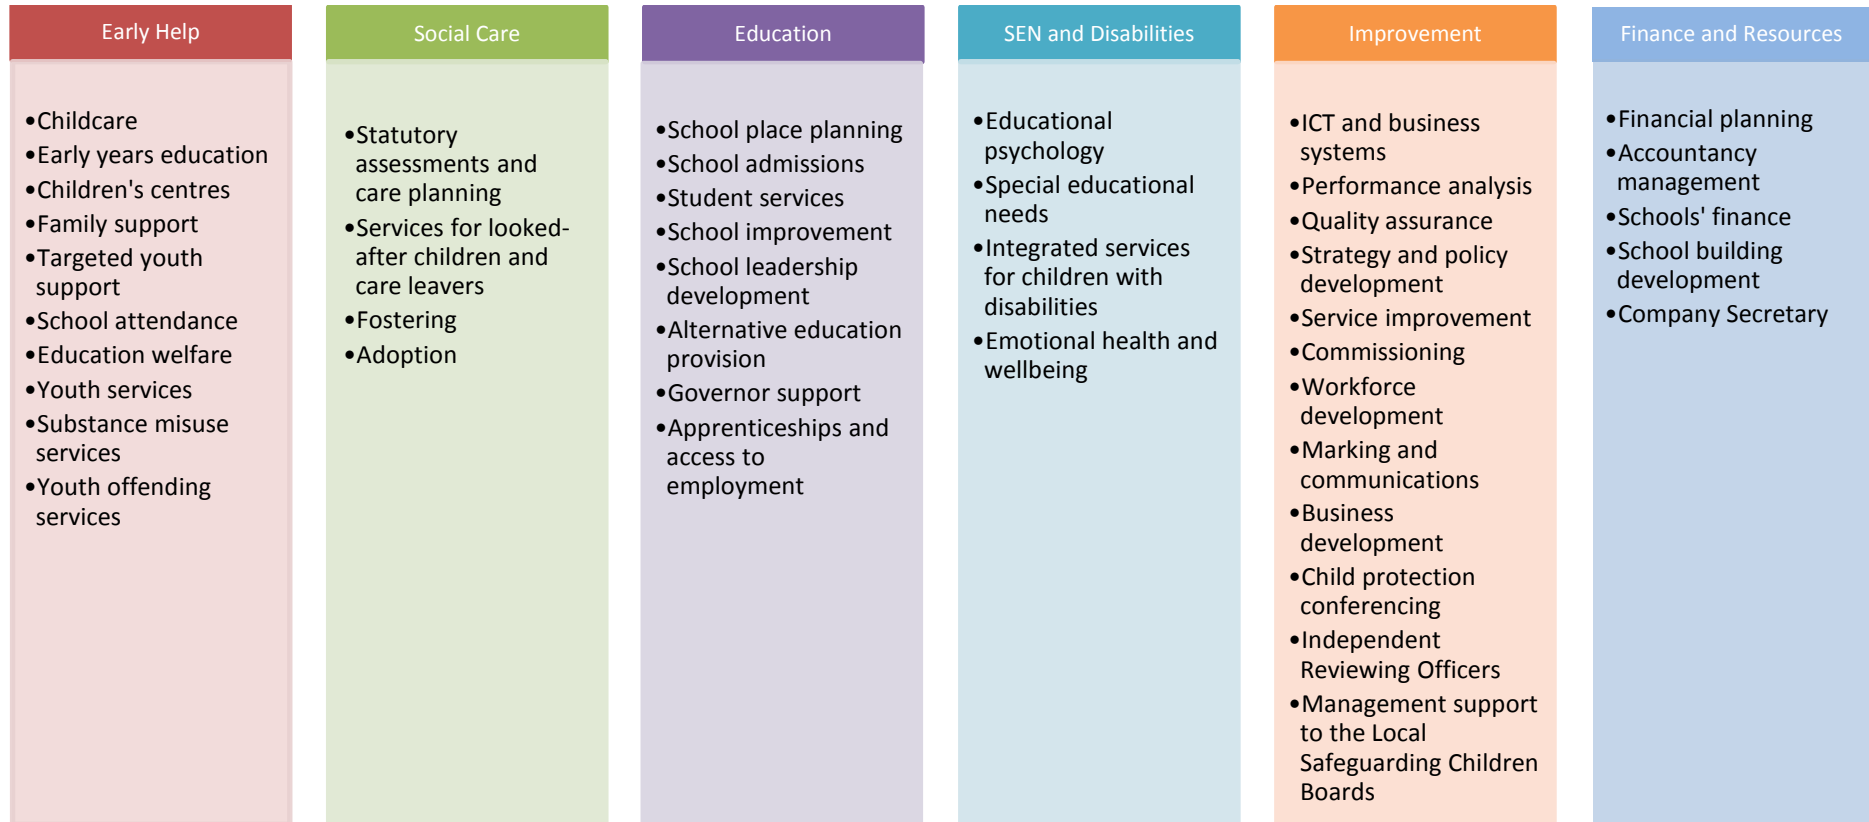 Early Help
•Childcare
•Early years education
•Children's centres
•Family support
•Targeted youth
support
•School attendance
•Education welfare
•Youth services
•Substance misuse
services
•Youth offending
services
Social Care
•Statutory
assessments and
care planning
•Services for looked-
after children and
care leavers
•Fostering
•Adoption
Education
•School place planning
•School admissions
•Student services
•School improvement
•School leadership
development
•Alternative education
provision
•Governor support
•Apprenticeships and
access to
employment
SEN and Disabilities
•Educational
psychology
•Special educational
needs
•Integrated services
for children with
disabilities
•Emotional health and
wellbeing
Improvement
•ICT and business
systems
•Performance analysis
•Quality assurance
•Strategy and policy
development
•Service improvement
•Commissioning
•Workforce
development
•Marking and
communications
•Business
development
•Child protection
conferencing
•Independent
Reviewing Officers
•Management support
to the Local
Safeguarding Children
Boards
Finance and Resources
•Financial planning
•Accountancy
management
•Schools' finance
•School building
development
•Company Secretary